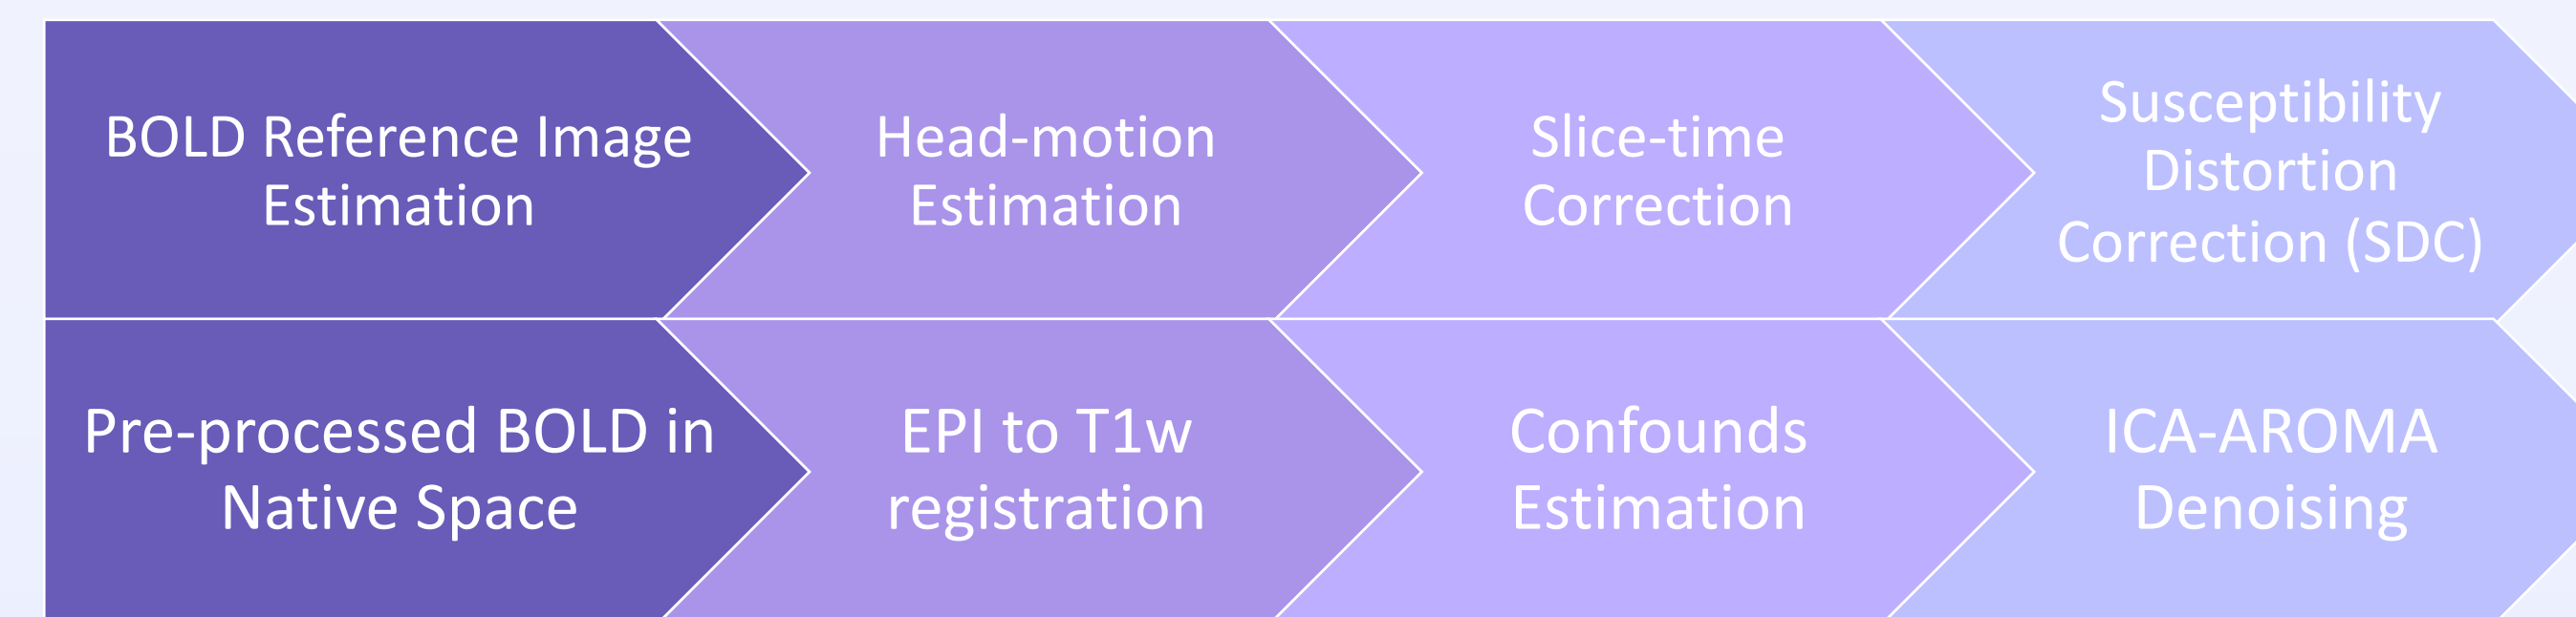 BOLD Reference Image
Estimation
Head-motion
Estimation
Slice-time
Correction
Susceptibility
Distortion
Correction (SDC)
Pre-processed BOLD in
Native Space
EPI to T1w
registration
Confounds
Estimation
ICA-AROMA
Denoising